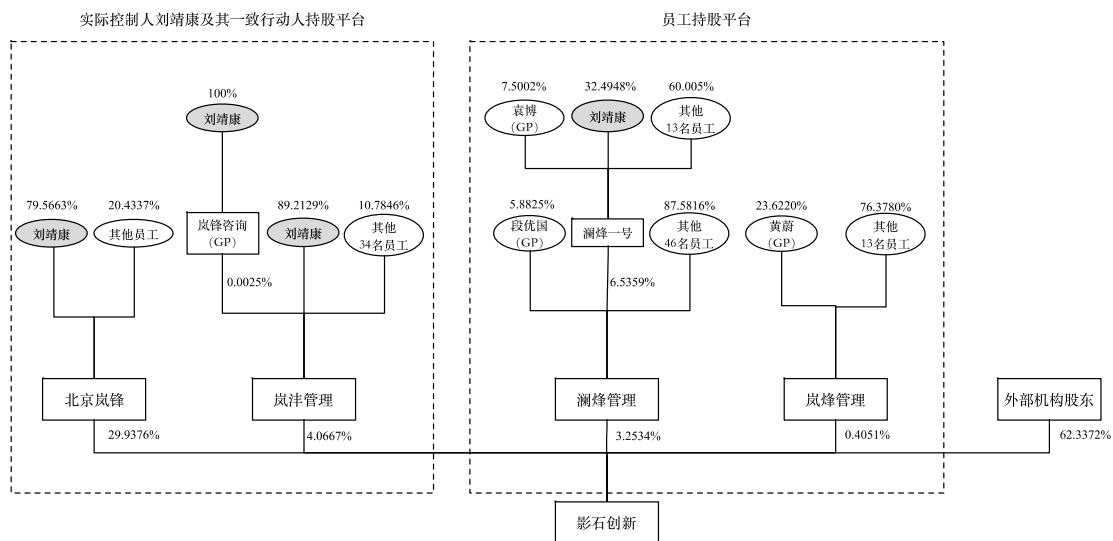 实际控制人刘靖康及其一致行动人持股平台
员工持股平台
100%
刘靖康
7.5002%
32.4948%
60.005%
袁博
（GP）
刘靖康
其他
13名员工
79.5663%
20.4337%
刘靖康
其他员工
岚锋咨询
（GP）
89.2129%
10.7846%
刘靖康
其他
34名员工
0.0025%
5.8825%
87.5816%
段优国
（GP）
澜烽一号
其他
46名员工
6.5359%
23.6220%
76.3780%
黄蔚
（GP）
其他
13名员工
北京岚锋
岚沣管理
澜烽管理
岚烽管理
外部机构股东
29.9376%
4.0667%
3.2534%
0.4051%
62.3372%
影石创新